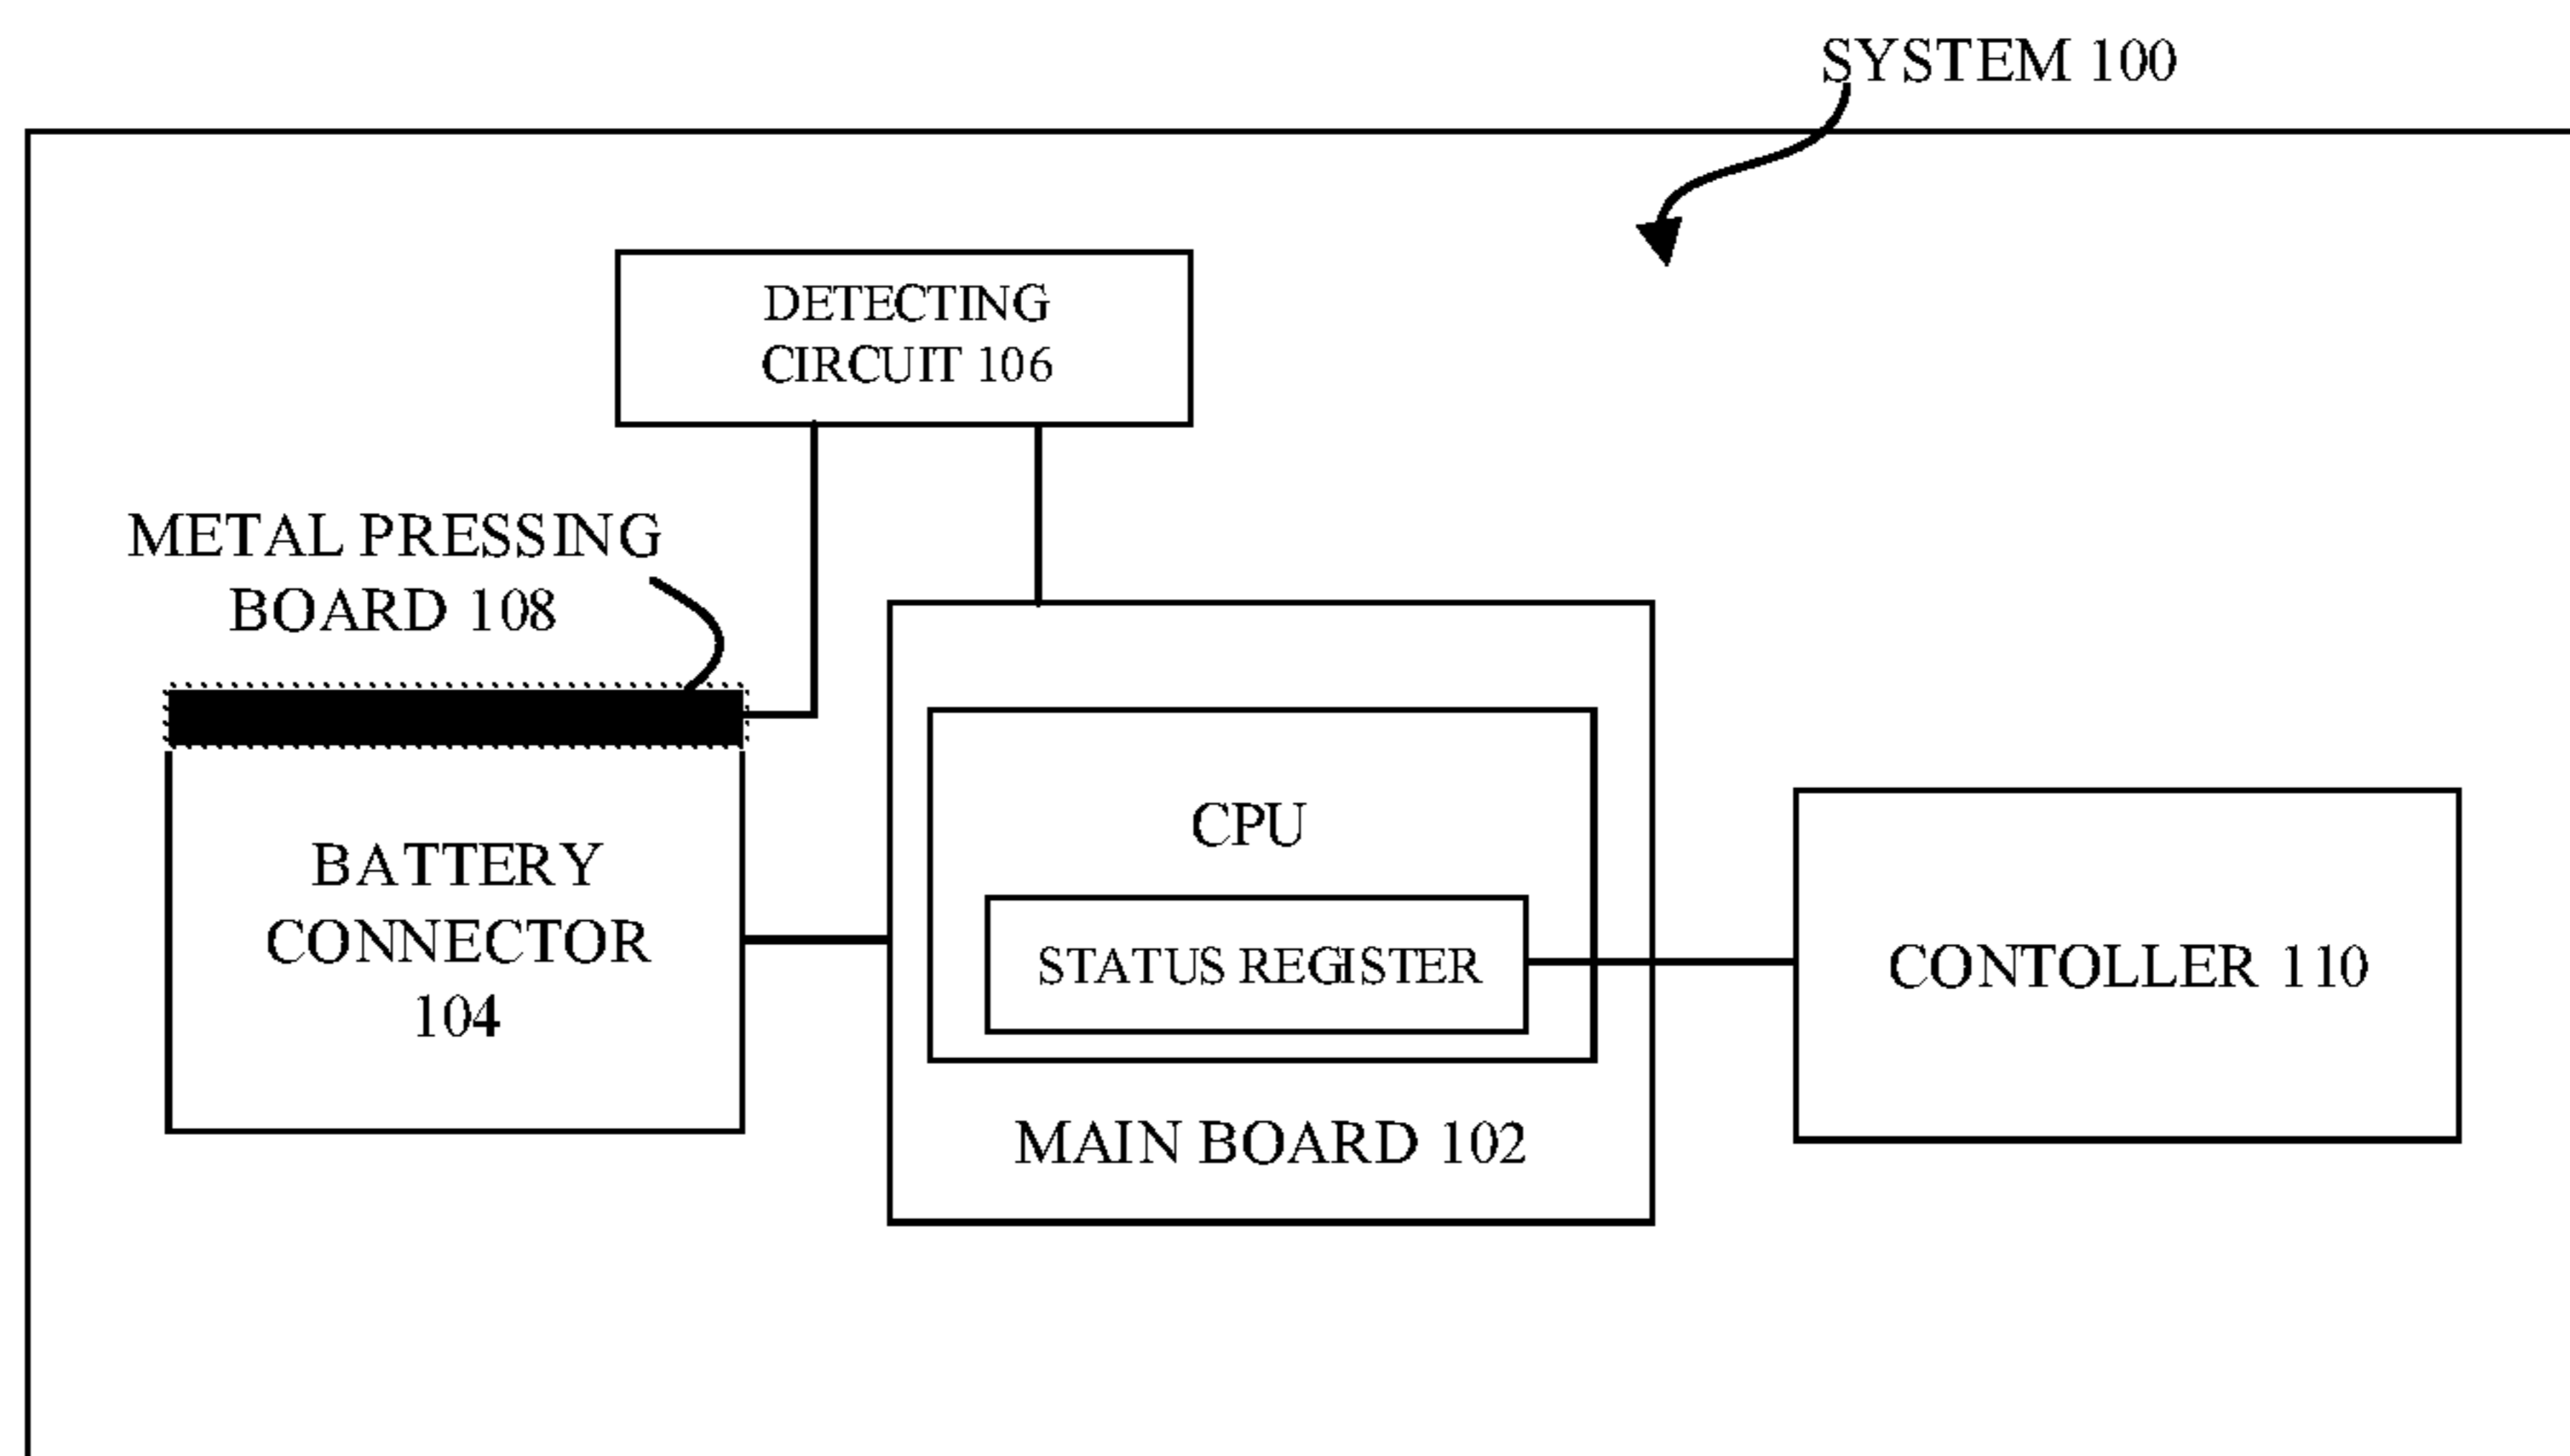 SYSTEM 100
DETECTING
CIRCUIT 106
METAL PRESSING
BOARD 108
BATTERY
CONNECTOR
104
CPU
STATUS REGISTER
MAIN BOARD 102
CONTOLLER 110